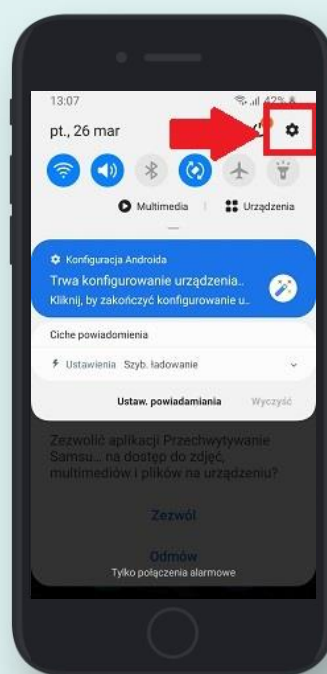 13:07
42%
pt., 26 mar
Multimedia
Urządzenia
Konfiguracja Androida
Trwa konfigurowanie urządzenia..
Kliknij, by zakończyć konfigurowanie u..
Ciche powiadomienia
Ustawienia Szyb. ładowanie
Ustaw. powiadamiania
Wyczyść
Zezwolić aplikacji Przechwytywanie
Samsu... na dostęp do zdjęć,
multimediów i plików na urządzeniu?
Zezwól
Odmów
Tylko połączenia alarmowe